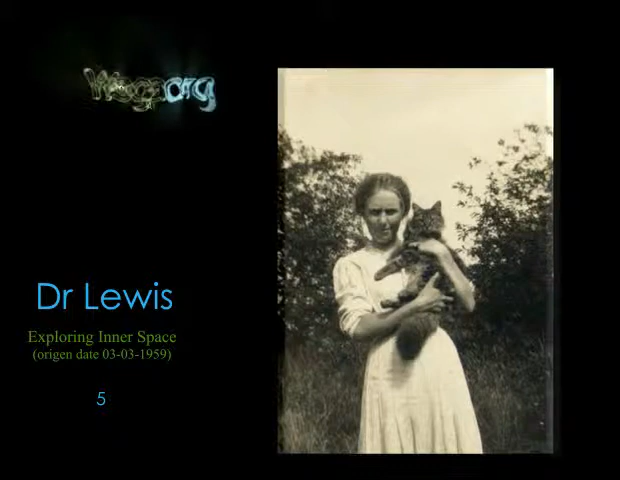 Dr Lewis
Exploring Inner Space
(origen date 03-03-1959)
5